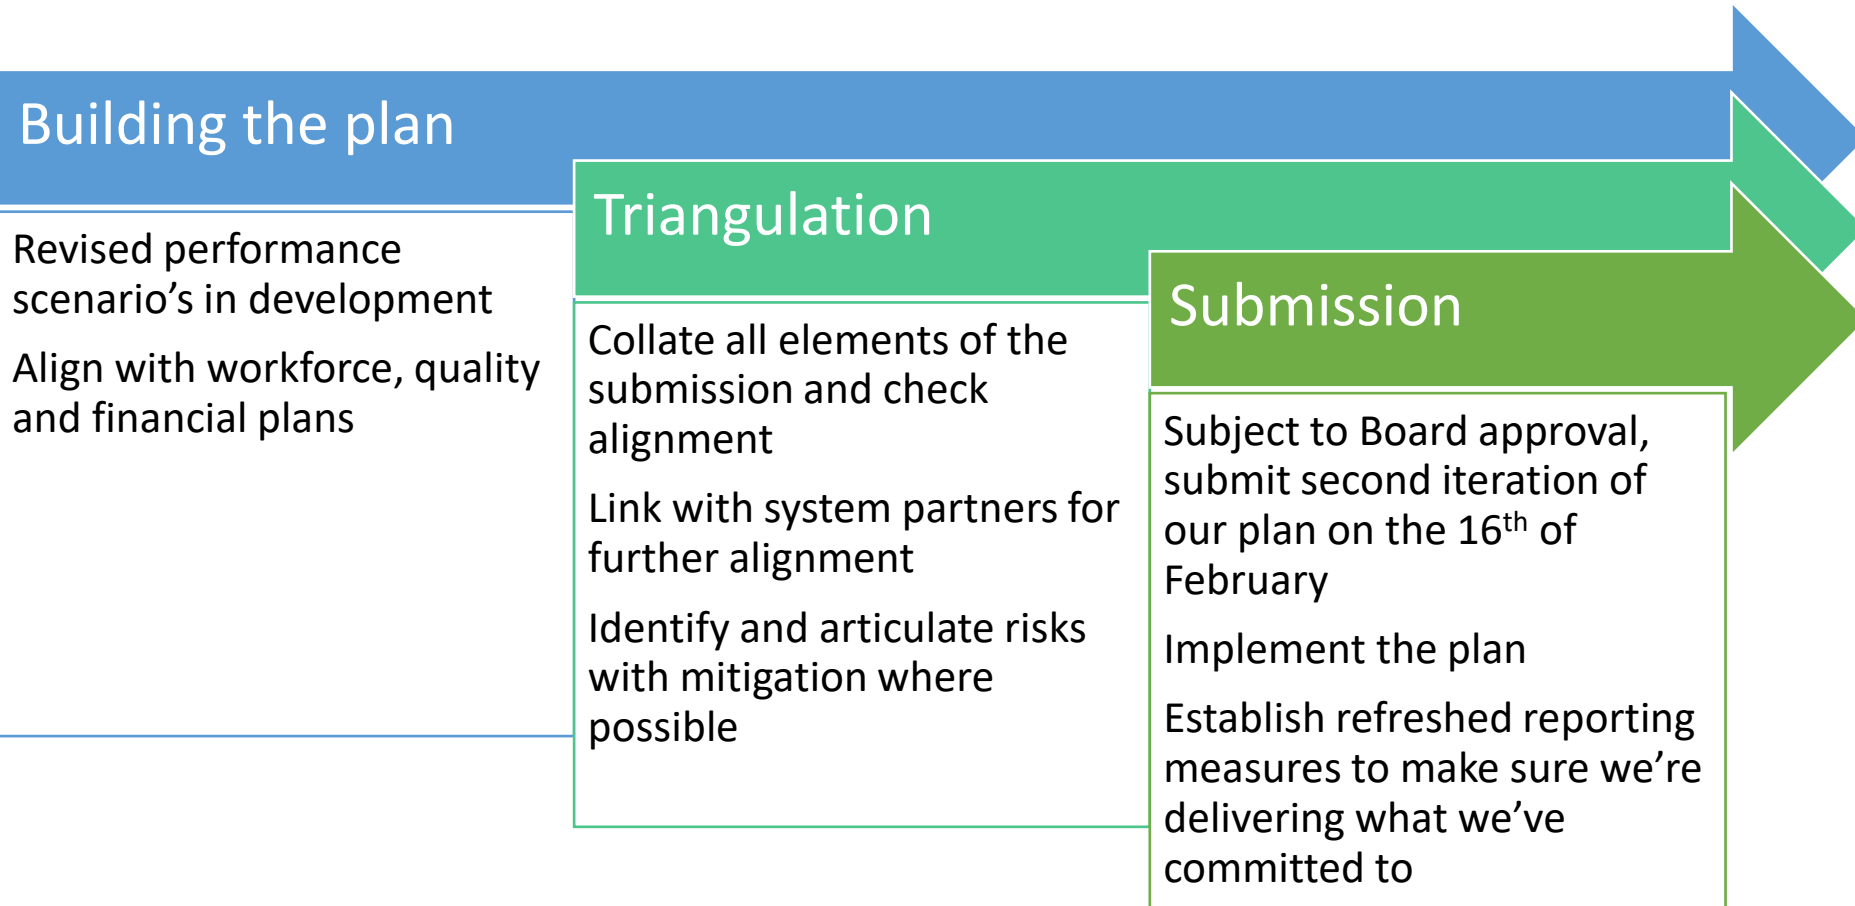 Building the plan
Revised performance
scenario’s in development
Align with workforce, quality
and financial plans
Triangulation
Collate all elements of the
submission and check
alignment
Link with system partners for
further alignment
Identify and articulate risks
with mitigation where
possible
Submission
Subject to Board approval,
submit second iteration of
our plan on the 16th of
February
Implement the plan
Establish refreshed reporting
measures to make sure we’re
delivering what we’ve
committed to